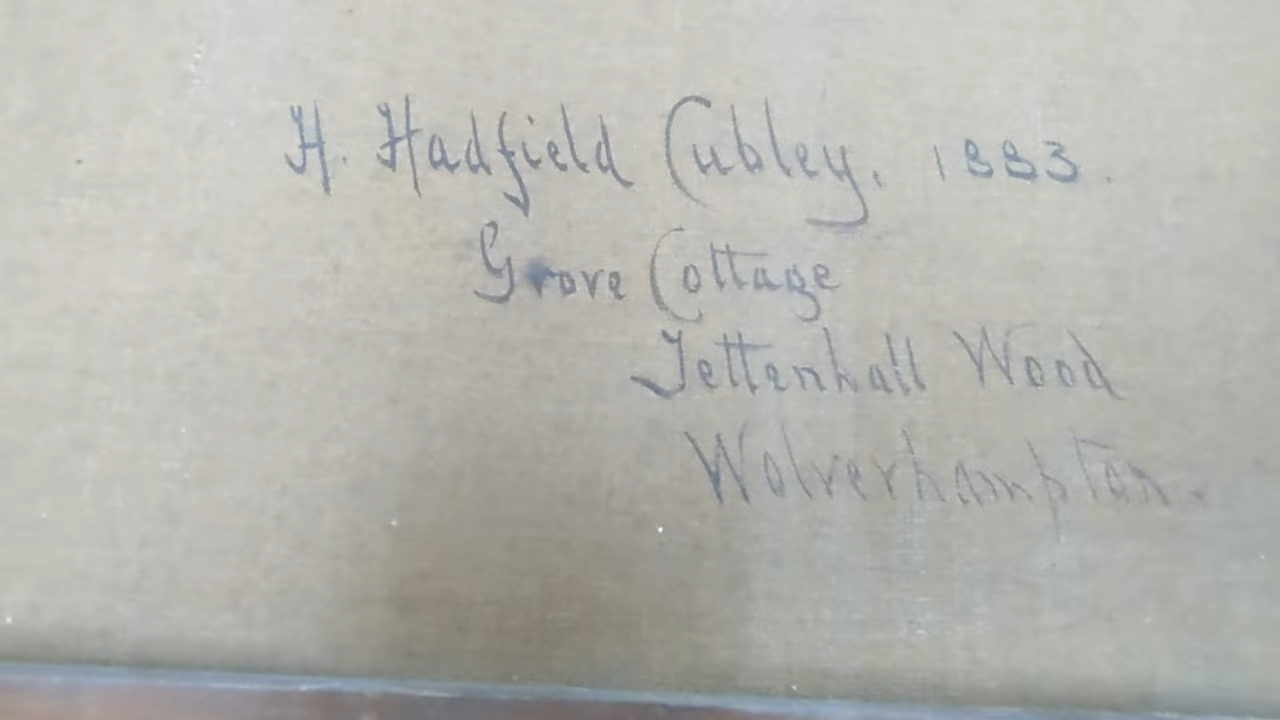 H. Hadfield Cubley. 1883.
Grove Cottage
Tettenhall Wood
Wolverhampton.